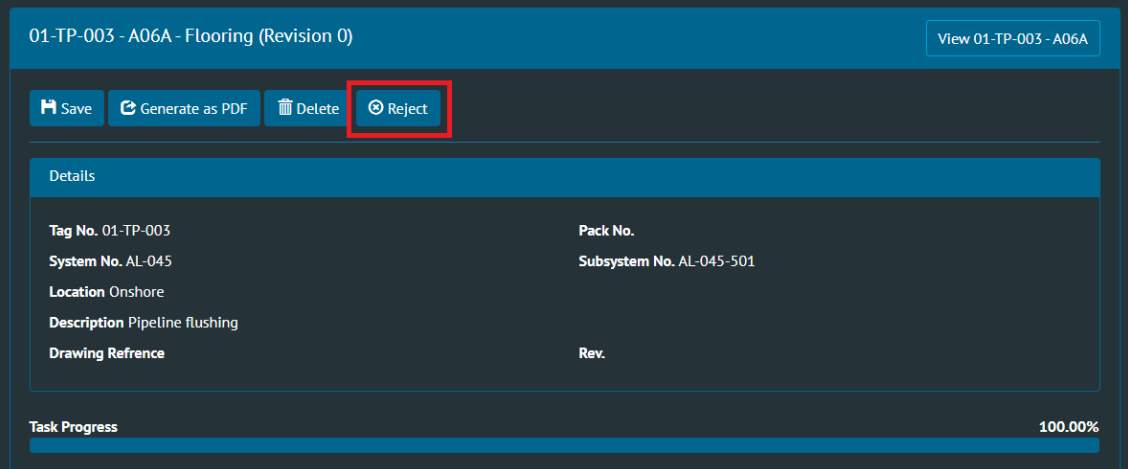 01-TP-003 - A06A - Flooring (Revision 0)
View 01-TP-003 - A06A
Save Generate as PDF Delete Reject
Details
Tag No. 01-TP-003 Pack No.
System No. AL-045 Subsystem No. AL-045-501
Location Onshore
Description Pipeline flushing
Drawing Refrence Rev.
Task Progress 100.00%